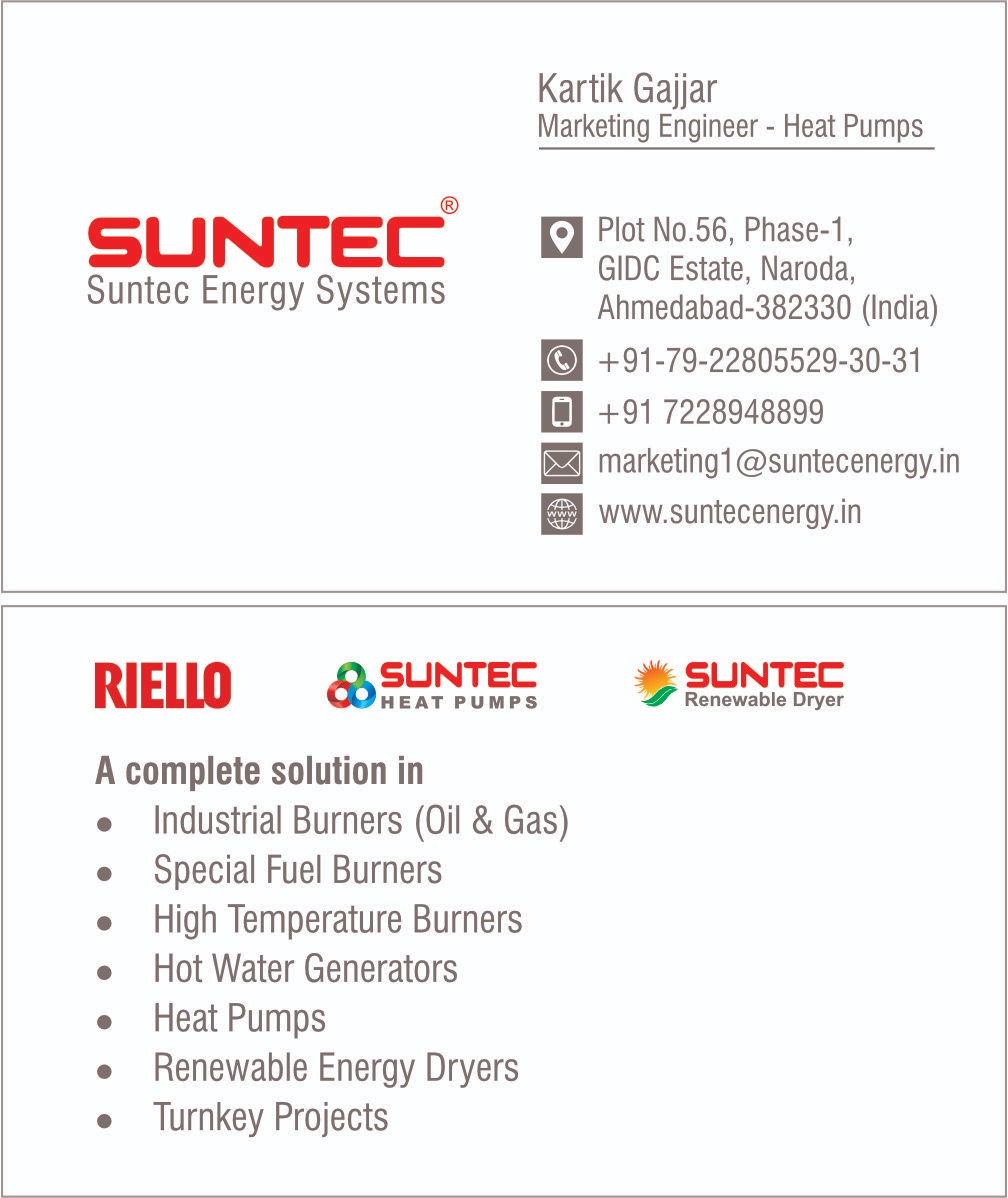 Kartik Gajjar
Marketing Engineer - Heat Pumps
SUNTEC®
Suntec Energy Systems
Plot No.56, Phase-1,
GIDC Estate, Naroda,
Ahmedabad-382330 (India)
+91-79-22805529-30-31
+91 7228948899
marketing1@suntecenergy.in
www
www.suntecenergy.in
RIELLO
SUNTEC
HEAT PUMPS
SUNTEC
Renewable Dryer
A complete solution in
● Industrial Burners (Oil & Gas)
● Special Fuel Burners
● High Temperature Burners
● Hot Water Generators
● Heat Pumps
● Renewable Energy Dryers
● Turnkey Projects